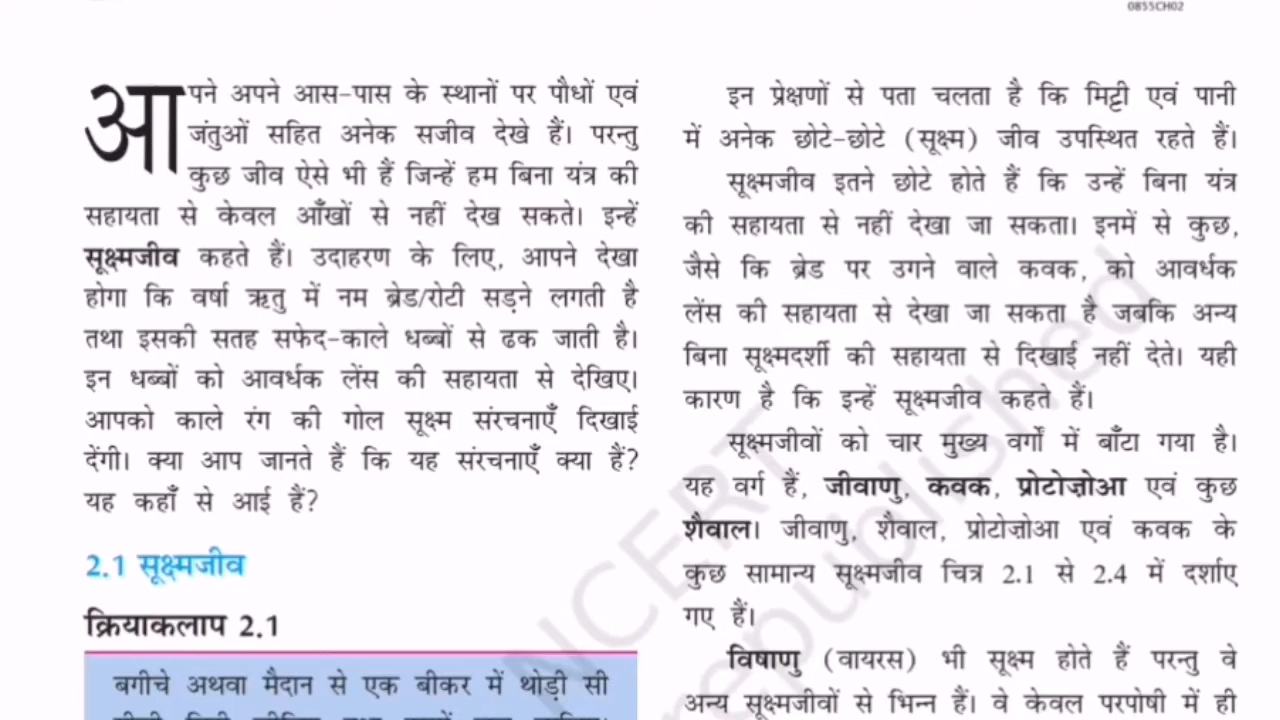 0855CH02
आपने अपने आस-पास के स्थानों पर पौधों एवं
जंतुओं सहित अनेक सजीव देखे हैं। परन्तु
कुछ जीव ऐसे भी हैं जिन्हें हम बिना यंत्र की
सहायता से केवल आँखों से नहीं देख सकते। इन्हें
सूक्ष्मजीव कहते हैं। उदाहरण के लिए, आपने देखा
होगा कि वर्षा ऋतु में नम ब्रेड/रोटी सड़ने लगती है
तथा इसकी सतह सफेद-काले धब्बों से ढक जाती है।
इन धब्बों को आवर्धक लेंस की सहायता से देखिए।
आपको काले रंग की गोल सूक्ष्म संरचनाएँ दिखाई
देंगी। क्या आप जानते हैं कि यह संरचनाएँ क्या हैं?
यह कहाँ से आई हैं?
2.1 सूक्ष्मजीव
क्रियाकलाप 2.1
बगीचे अथवा मैदान से एक बीकर में थोड़ी सी
इन प्रेक्षणों से पता चलता है कि मिट्टी एवं पानी
में अनेक छोटे-छोटे (सूक्ष्म) जीव उपस्थित रहते हैं।
सूक्ष्मजीव इतने छोटे होते हैं कि उन्हें बिना यंत्र
की सहायता से नहीं देखा जा सकता। इनमें से कुछ,
जैसे कि ब्रेड पर उगने वाले कवक, को आवर्धक
लेंस की सहायता से देखा जा सकता है जबकि अन्य
बिना सूक्ष्मदर्शी की सहायता से दिखाई नहीं देते। यही
कारण है कि इन्हें सूक्ष्मजीव कहते हैं।
सूक्ष्मजीवों को चार मुख्य वर्गों में बाँटा गया है।
यह वर्ग हैं, जीवाणु, कवक, प्रोटोज़ोआ एवं कुछ
शैवाल। जीवाणु, शैवाल, प्रोटोज़ोआ एवं कवक के
कुछ सामान्य सूक्ष्मजीव चित्र 2.1 से 2.4 में दर्शाए
गए हैं।
विषाणु (वायरस) भी सूक्ष्म होते हैं परन्तु वे
अन्य सूक्ष्मजीवों से भिन्न हैं। वे केवल परपोषी में ही
NCERT
republished